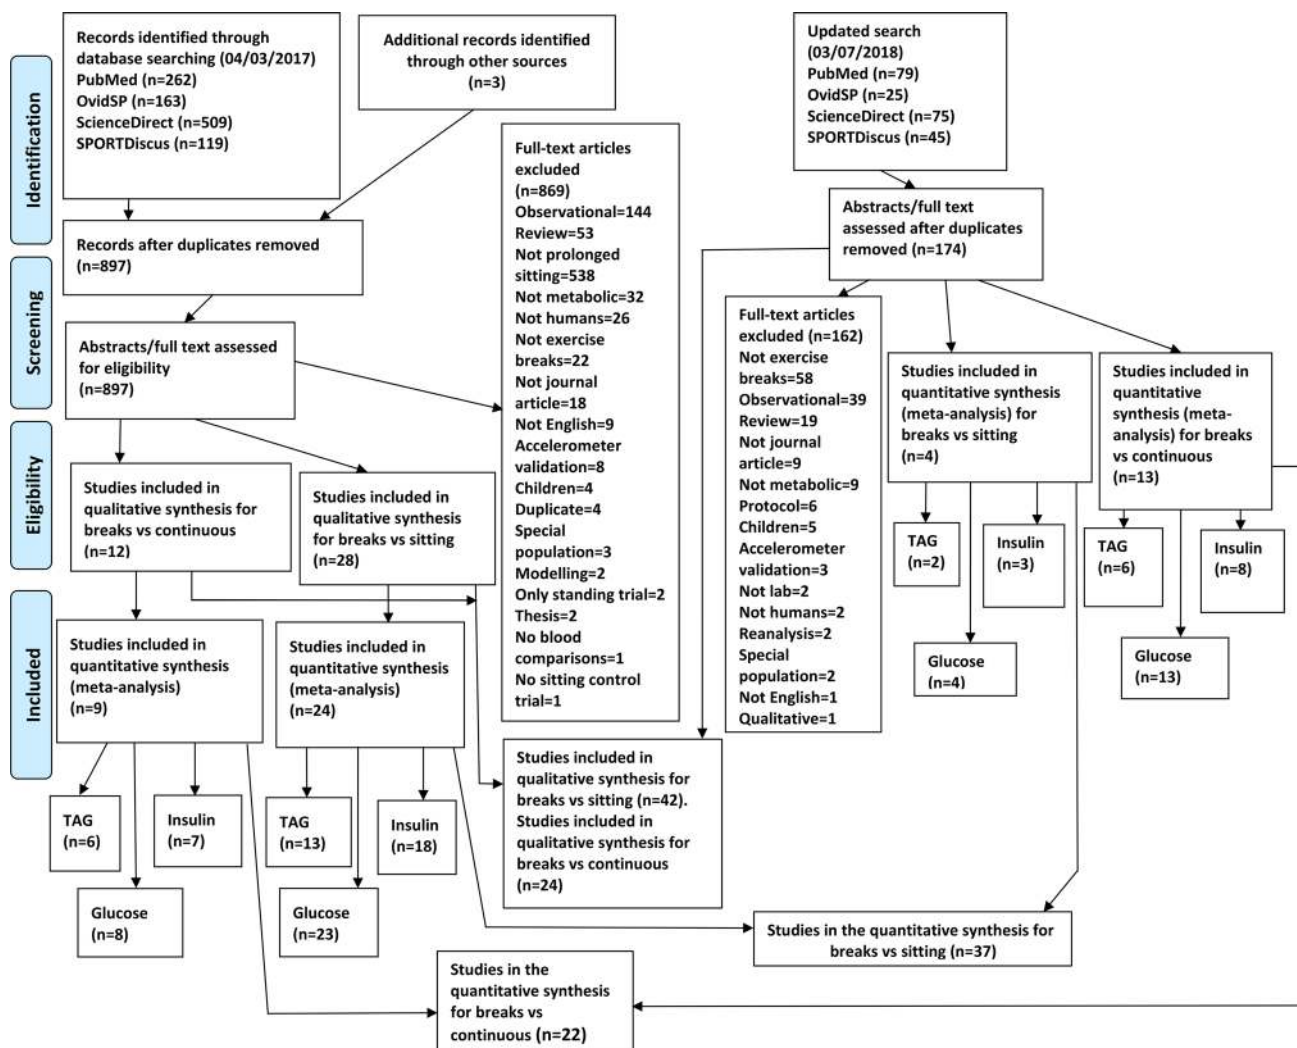 Identification
Screening
Eligibility
Included
Records identified through
database searching (04/03/2017)
PubMed (n=262)
OvidSP (n=163)
ScienceDirect (n=509)
SPORTDiscus (n=119)
Additional records identified
through other sources
(n=3)
Updated search
(03/07/2018)
PubMed (n=79)
OvidSP (n=25)
ScienceDirect (n=75)
SPORTDiscus (n=45)
Records after duplicates removed
(n=897)
Abstracts/full text assessed
for eligibility
(n=897)
Full-text articles
excluded
(n=869)
Observational=144
Review=53
Not prolonged
sitting=538
Not metabolic=32
Not humans=26
Not exercise
breaks=22
Not journal
article=18
Not English=9
Accelerometer
validation=8
Children=4
Duplicate=4
Special
population=3
Modelling=2
Only standing trial=2
Thesis=2
No blood
comparisons=1
No sitting control
trial=1
Abstracts/full text
assessed after duplicates
removed (n=174)
Full-text articles
excluded (n=162)
Not exercise
breaks=58
Observational=39
Review=19
Not journal
article=9
Not metabolic=9
Protocol=6
Children=5
Accelerometer
validation=3
Not lab=2
Not humans=2
Reanalysis=2
Special
population=2
Not English=1
Qualitative=1
Studies included in
quantitative synthesis
(meta-analysis) for
breaks vs sitting
(n=4)
Studies included in
quantitative
synthesis (meta-
analysis) for breaks
vs continuous
(n=13)
TAG
(n=2)
Insulin
(n=3)
TAG
(n=6)
Insulin
(n=8)
Glucose
(n=4)
Glucose
(n=13)
Studies included in
qualitative synthesis for
breaks vs continuous
(n=12)
Studies included in
qualitative synthesis
for breaks vs sitting
(n=28)
Studies included in
quantitative synthesis
(meta-analysis)
(n=9)
Studies included in
quantitative synthesis
(meta-analysis)
(n=24)
TAG
(n=6)
Insulin
(n=7)
TAG
(n=13)
Insulin
(n=18)
Glucose
(n=8)
Glucose
(n=23)
Studies included in
qualitative synthesis for
breaks vs sitting (n=42).
Studies included in
qualitative synthesis for
breaks vs continuous
(n=24)
Studies in the quantitative synthesis for
breaks vs sitting (n=37)
Studies in the
quantitative synthesis
for breaks vs
continuous (n=22)